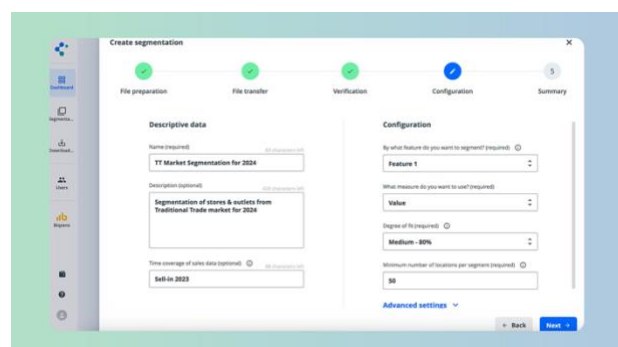 Create segmentation
×
5
File preparation
File transfer
Verification
Configuration
Summary
Dashboard
Segmenta...
Download...
Users
Descriptive data
Name (required)
TT Market Segmentation for 2024
Description (optional)
Segmentation of stores & outlets from
Traditional Trade market for 2024
Time coverage of sales data (optional)
Sell-in 2023
Configuration
By what feature do you want to segment? (required)
Feature 1
What measure do you want to use? (required)
Value
Degree of fit (required)
Medium - 80%
Minimum number of locations per segment (required)
50
Advanced settings
← Back
Next →